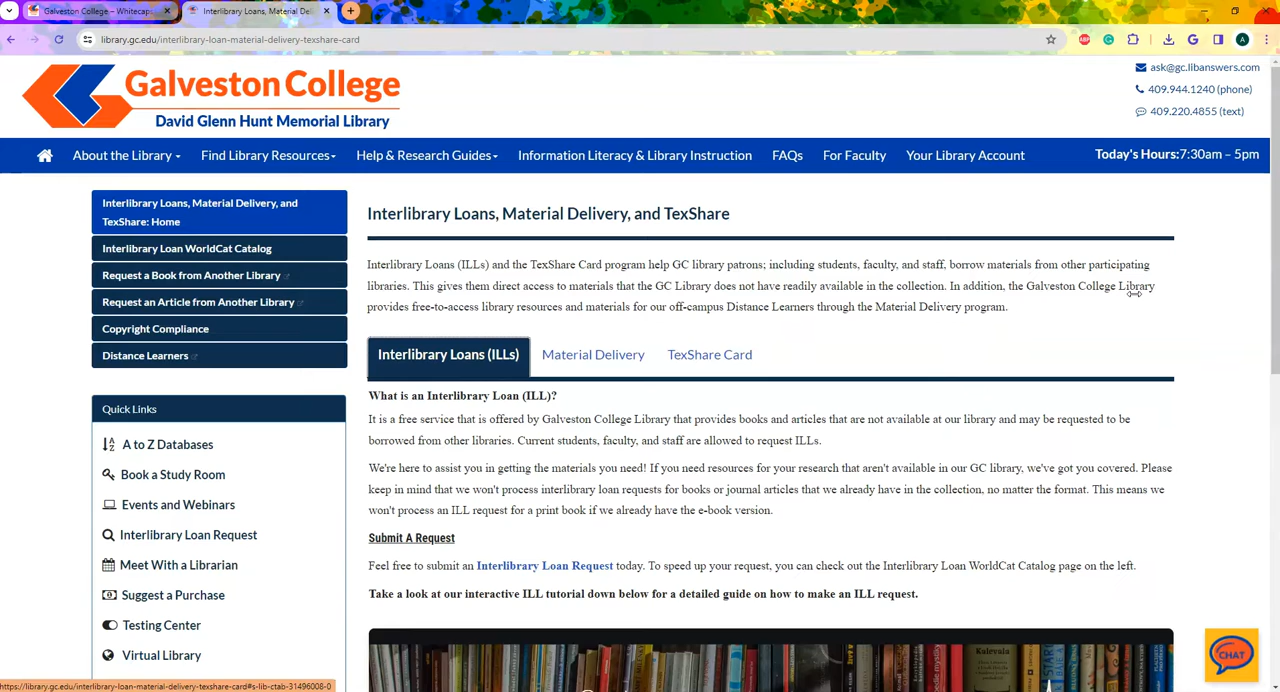 Galveston College – Whitecaps
Interlibrary Loans, Material Del
library.gc.edu/interlibrary-loan-material-delivery-texshare-card
ABP
A
Galveston College
David Glenn Hunt Memorial Library
ask@gc.libanswers.com
409.944.1240 (phone)
409.220.4855 (text)
About the Library
Find Library Resources
Help & Research Guides
Information Literacy & Library Instruction
FAQs
For Faculty
Your Library Account
Today's Hours:7:30am – 5pm
Interlibrary Loans, Material Delivery, and
TexShare: Home
Interlibrary Loan WorldCat Catalog
Request a Book from Another Library
Request an Article from Another Library
Copyright Compliance
Distance Learners
Quick Links
A to Z Databases
Book a Study Room
Events and Webinars
Interlibrary Loan Request
Meet With a Librarian
Suggest a Purchase
Testing Center
Virtual Library
Interlibrary Loans, Material Delivery, and TexShare
Interlibrary Loans (ILLs) and the TexShare Card program help GC library patrons; including students, faculty, and staff, borrow materials from other participating
libraries. This gives them direct access to materials that the GC Library does not have readily available in the collection. In addition, the Galveston College Library
provides free-to-access library resources and materials for our off-campus Distance Learners through the Material Delivery program.
Interlibrary Loans (ILLs)
Material Delivery
TexShare Card
What is an Interlibrary Loan (ILL)?
It is a free service that is offered by Galveston College Library that provides books and articles that are not available at our library and may be requested to be
borrowed from other libraries. Current students, faculty, and staff are allowed to request ILLs.
We're here to assist you in getting the materials you need! If you need resources for your research that aren't available in our GC library, we've got you covered. Please
keep in mind that we won't process interlibrary loan requests for books or journal articles that we already have in the collection, no matter the format. This means we
won't process an ILL request for a print book if we already have the e-book version.
Submit A Request
Feel free to submit an Interlibrary Loan Request today. To speed up your request, you can check out the Interlibrary Loan WorldCat Catalog page on the left.
Take a look at our interactive ILL tutorial down below for a detailed guide on how to make an ILL request.
Kalevala
CHAT
https://library.gc.edu/interlibrary-loan-material-delivery-texshare-card#s-lib-ctab-31496008-0